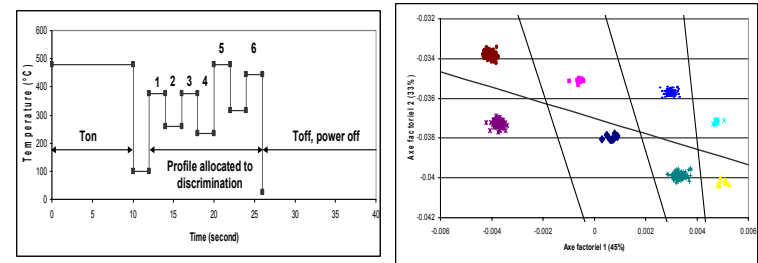 600
500
400
300
200
100
0
Temperature (°C)
1 2 3 4 5 6
Ton
Profile allocated to
discrimination
Toff, power off
0 5 10 15 20 25 30 35 40
Time (second)
-0.032
-0.034
-0.036
-0.038
-0.04
-0.042
Axe factoriel 2 (33%)
-0.006 -0.004 -0.002 0 0.002 0.004 0.006
Axe factoriel 1 (45%)